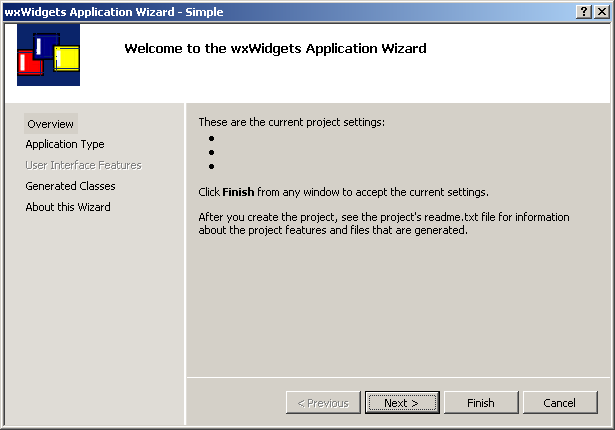 wxWidgets Application Wizard - Simple
Welcome to the wxWidgets Application Wizard
Overview
Application Type
User Interface Features
Generated Classes
About this Wizard
These are the current project settings:
Click Finish from any window to accept the current settings.
After you create the project, see the project's readme.txt file for information
about the project features and files that are generated.
< Previous
Next >
Finish
Cancel